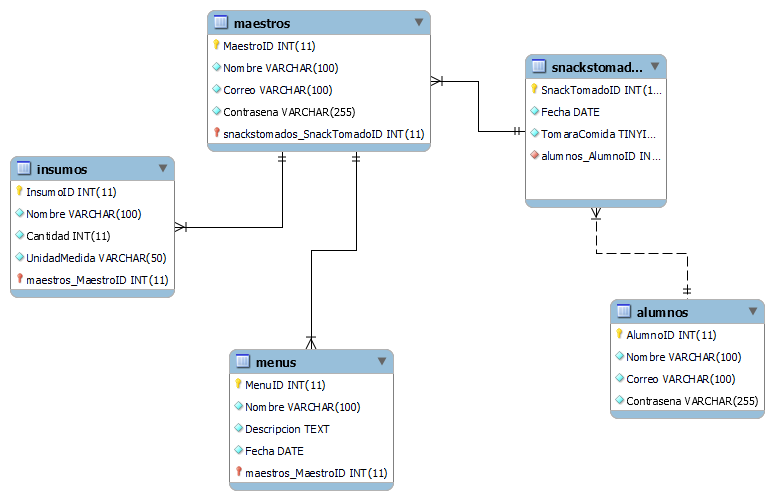 maestros
MaestroID INT(11)
Nombre VARCHAR(100)
Correo VARCHAR(100)
Contrasena VARCHAR(255)
snackstomados_SnackTomadoID INT(11)
snackstomad...
SnackTomadoID INT(1...
Fecha DATE
TomaraComida TINYI...
alumnos_AlumnoID IN...
insumos
InsumoID INT(11)
Nombre VARCHAR(100)
Cantidad INT(11)
UnidadMedida VARCHAR(50)
maestros_MaestroID INT(11)
alumnos
AlumnoID INT(11)
Nombre VARCHAR(100)
Correo VARCHAR(100)
Contrasena VARCHAR(255)
menus
MenuID INT(11)
Nombre VARCHAR(100)
Descripcion TEXT
Fecha DATE
maestros_MaestroID INT(11)